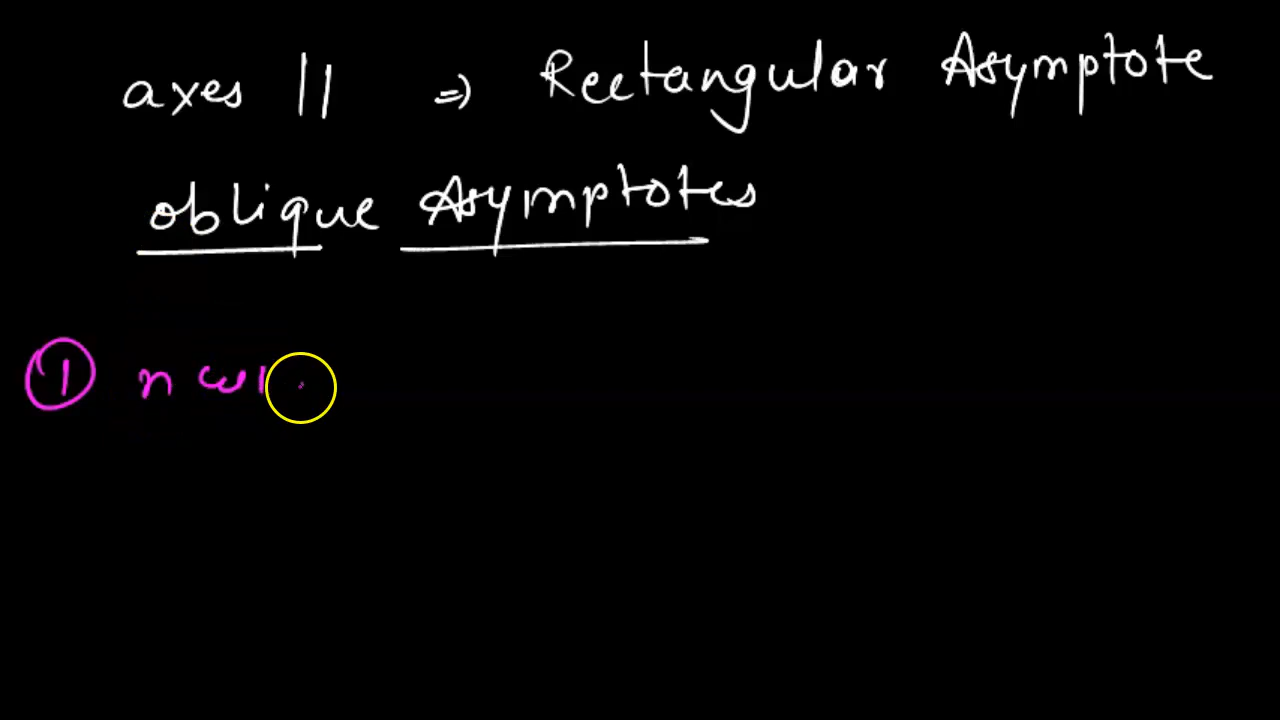 axes || ⇒ Rectangular Asymptote
oblique Asymptotes
① n